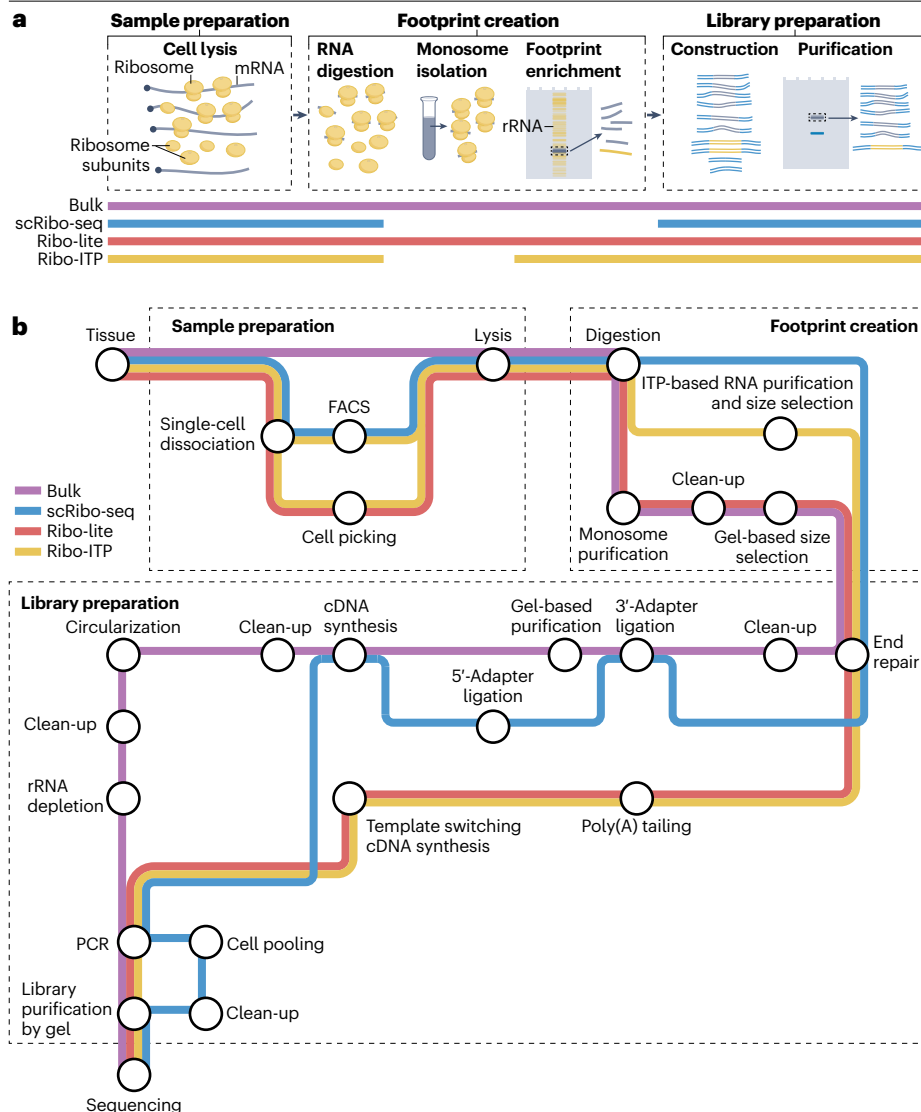 a
Sample preparation
Footprint creation
Library preparation
Cell lysis
Ribosome
mRNA
Ribosome
subunits
RNA
digestion
Monosome
isolation
Footprint
enrichment
rRNA
Construction
Purification
Bulk
scRibo-seq
Ribo-lite
Ribo-ITP
b
Tissue
Sample preparation
Lysis
Digestion
Footprint creation
ITP-based RNA purification
and size selection
Single-cell
dissociation
FACS
Cell picking
Clean-up
Monosome
purification
Gel-based size
selection
Bulk
scRibo-seq
Ribo-lite
Ribo-ITP
Library preparation
Circularization
Clean-up
cDNA
synthesis
Gel-based
purification
3′-Adapter
ligation
Clean-up
End
repair
5′-Adapter
ligation
Clean-up
rRNA
depletion
Template switching
cDNA synthesis
Poly(A) tailing
PCR
Cell pooling
Library
purification
by gel
Clean-up
Sequencing